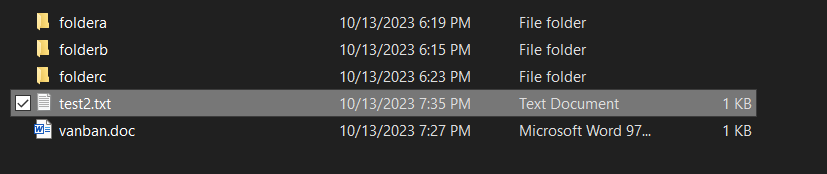 foldera 10/13/2023 6:19 PM File folder
folderb 10/13/2023 6:15 PM File folder
folderc 10/13/2023 6:23 PM File folder
test2.txt 10/13/2023 7:35 PM Text Document 1 KB
vanban.doc 10/13/2023 7:27 PM Microsoft Word 97... 1 KB